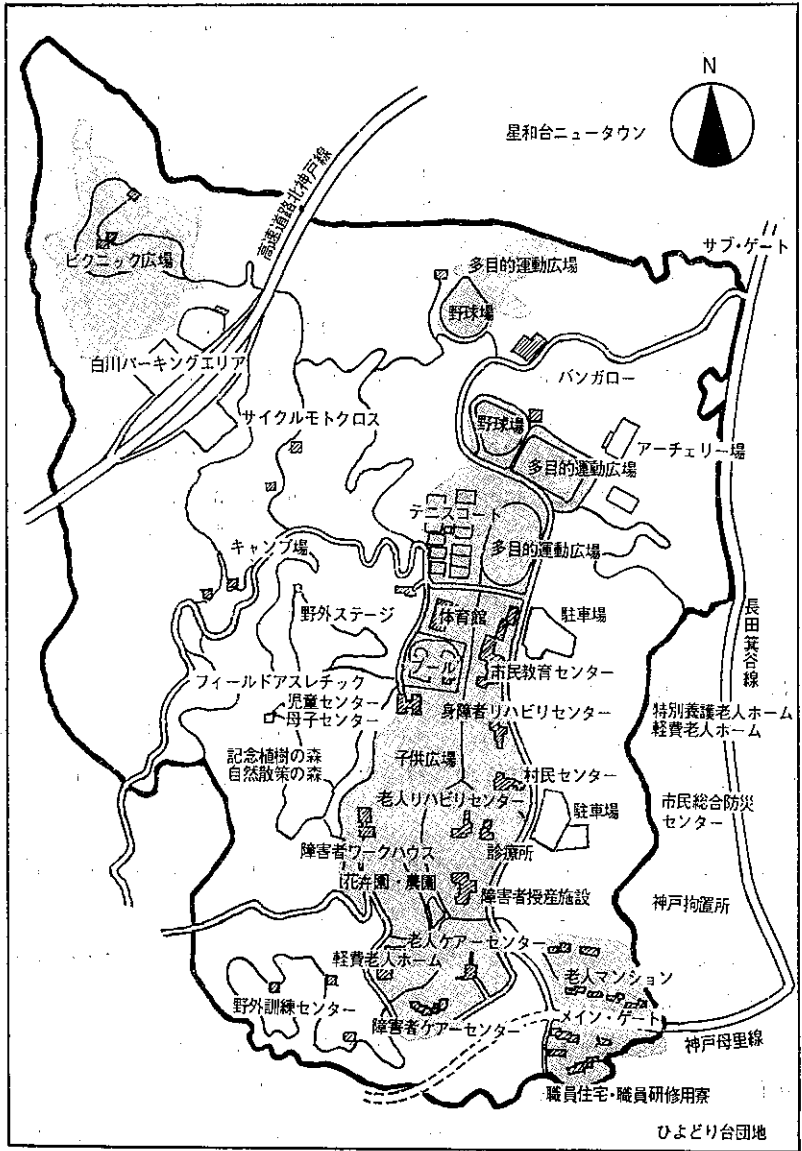 N
星和台ニュータウン
高速道路北神戸線
サブ・ゲート
多目的運動広場
ピクニック広場
野球場
白川パーキングエリア
バンガロー
サイクルモトクロス
野球場
アーチェリー場
多目的運動広場
テニスコート
キャンプ場
多目的運動広場
野外ステージ
体育館
駐車場
長田箕谷線
プール
市民教育センター
フィールドアスレチック
児童センター
母子センター
身障者リハビリセンター
特別養護老人ホーム
軽費老人ホーム
記念植樹の森
自然散策の森
子供広場
村民センター
老人リハビリセンター
駐車場
市民総合防災
センター
障害者ワークハウス
診療所
花卉園・農園
障害者授産施設
神戸拘置所
老人ケアーセンター
軽費老人ホーム
老人マンション
野外訓練センター
メイン・ゲート
障害者ケアーセンター
神戸母里線
職員住宅・職員研修用寮
ひよどり台団地